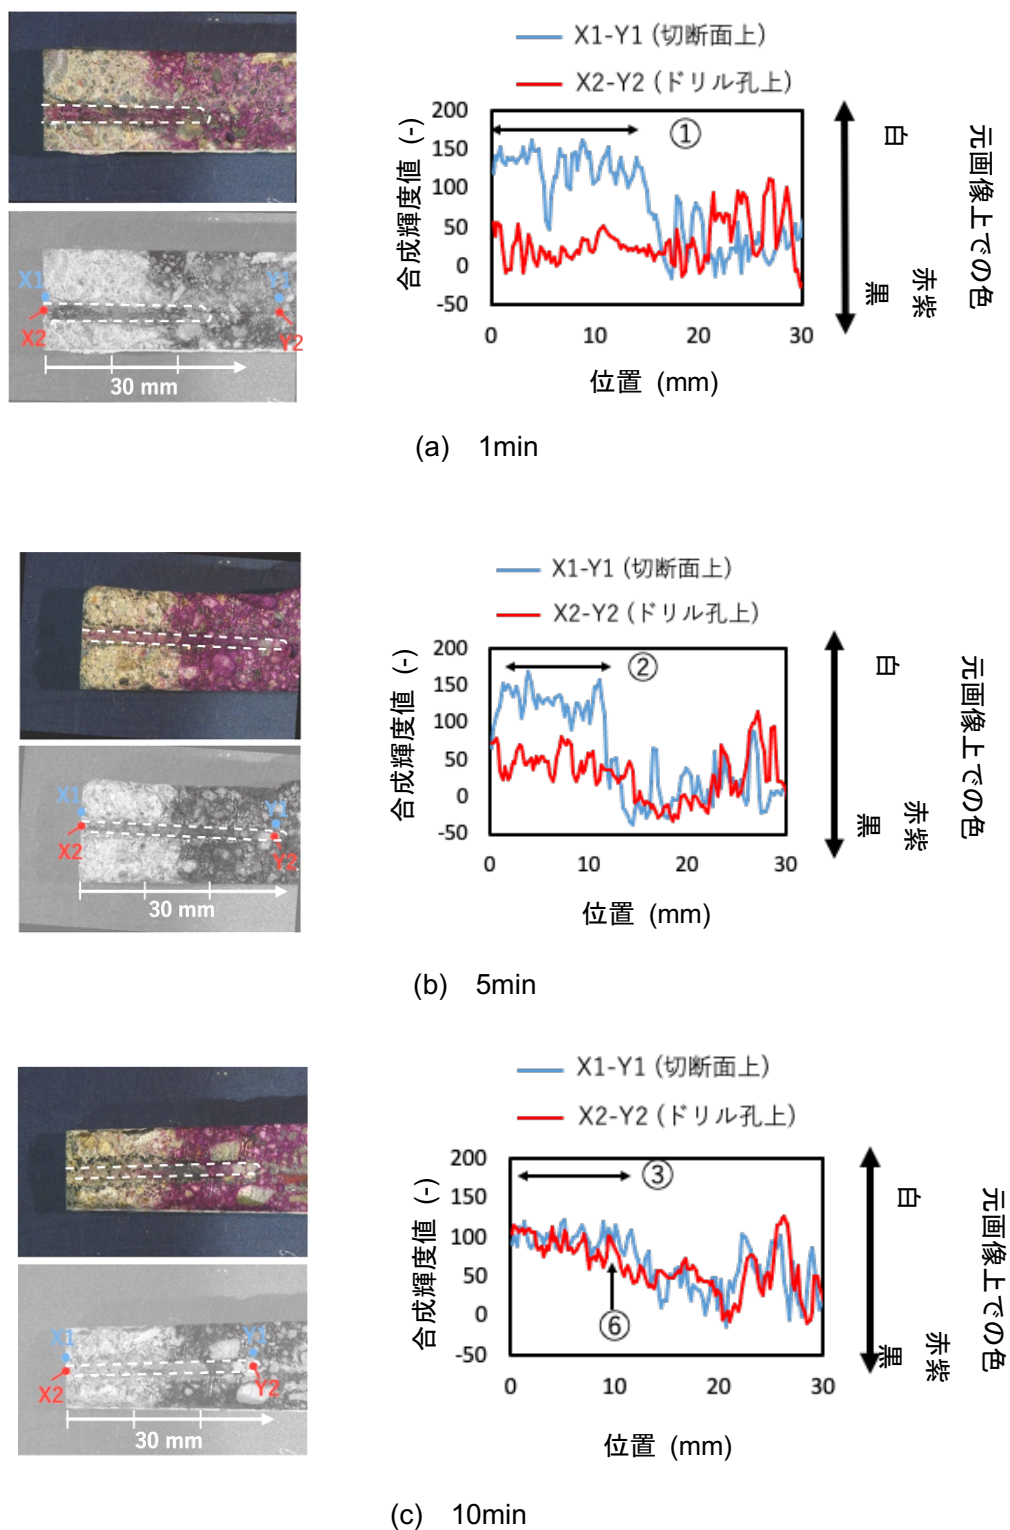 X1-Y1 (切断面上)
X2-Y2 (ドリル孔上)
200
150
100
50
0
-50
合成輝度値 (-)
①
0
10
20
30
位置 (mm)
白
赤紫
黒
元画像上での色
X1
Y1
X2
Y2
30 mm
(a) 1min
X1-Y1 (切断面上)
X2-Y2 (ドリル孔上)
200
150
100
50
0
-50
合成輝度値 (-)
②
0
10
20
30
位置 (mm)
白
赤紫
黒
元画像上での色
X1
Y1
X2
Y2
30 mm
(b) 5min
X1-Y1 (切断面上)
X2-Y2 (ドリル孔上)
200
150
100
50
0
-50
合成輝度値 (-)
③
⑥
0
10
20
30
位置 (mm)
白
赤紫
黒
元画像上での色
X1
Y1
X2
Y2
30 mm
(c) 10min